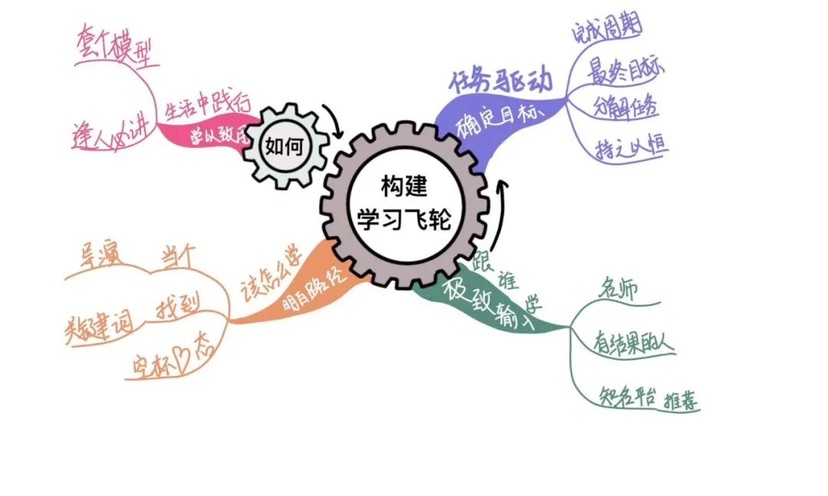 如何
构建
学习飞轮
任务驱动
确定目标
完成周期
最终目标
分解任务
持之以恒
跟谁学
极致输入
名师
有结果的人
知名平台 推荐
该怎么学
明白路径
当个 导演
找到 关键词
空杯♡态
生活中践行
学以致用
套个模型
逢人必讲